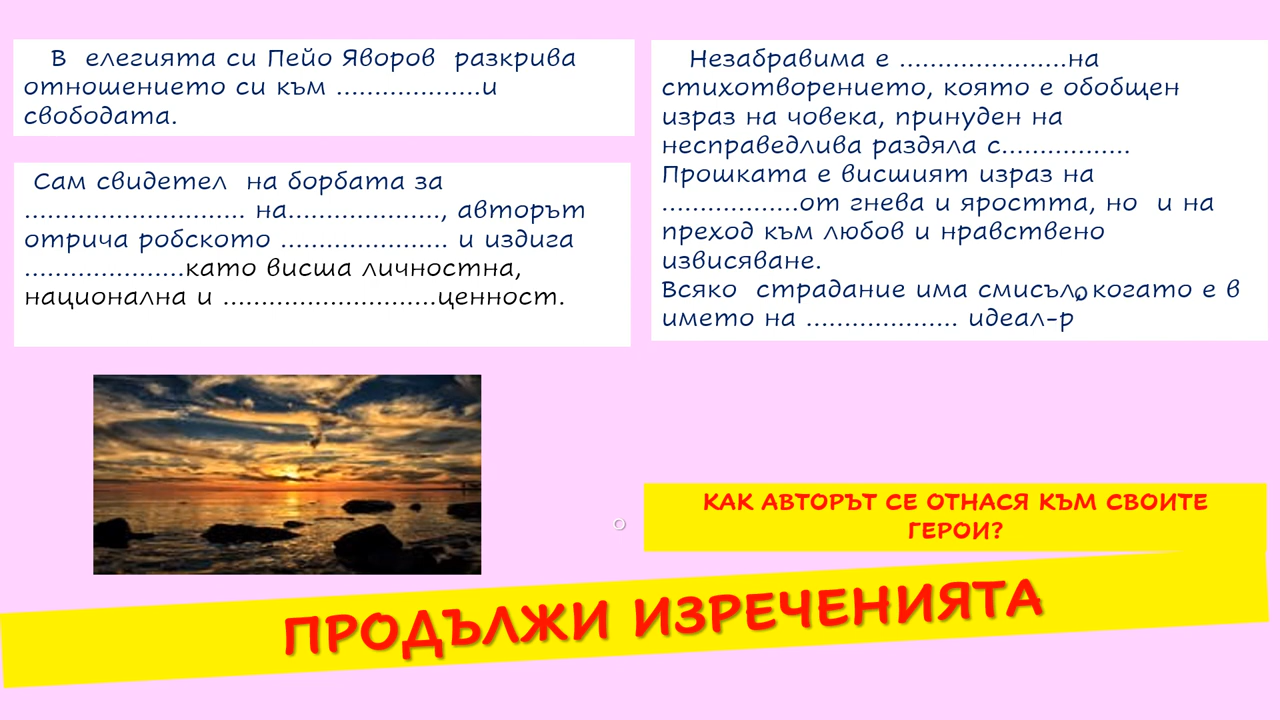 В елегията си Пейо Яворов разкрива
отношението си към ...................и
свободата.
Сам свидетел на борбата за
............................. на...................., авторът
отрича робското ...................... и издига
.....................като висша личностна,
национална и ............................ценност.
Незабравима е ......................на
стихотворението, която е обобщен
израз на човека, принуден на
несправедлива раздяла с.................
Прошката е висшият израз на
..................от гнева и яростта, но и на
преход към любов и нравствено
извисяване.
Всяко страдание има смисъл, когато е в
името на .................... идеал-р
КАК АВТОРЪТ СЕ ОТНАСЯ КЪМ СВОИТЕ
ГЕРОИ?
ПРОДЪЛЖИ ИЗРЕЧЕНИЯТА